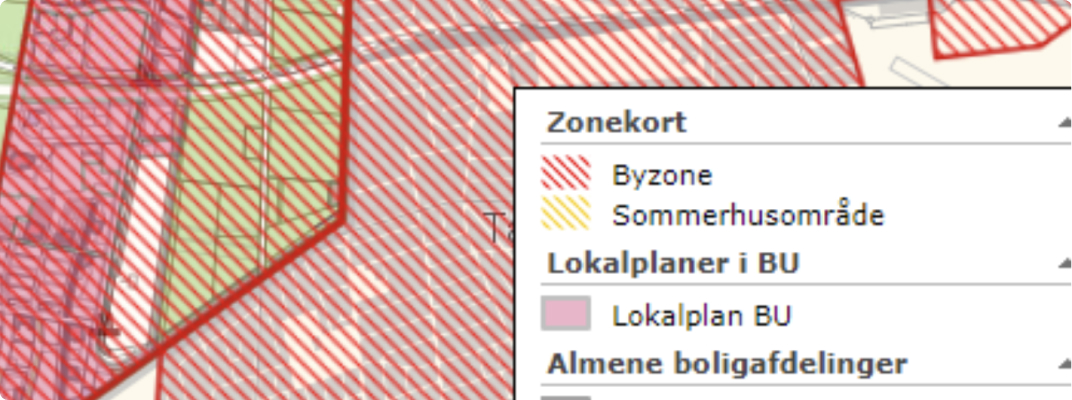 Zonekort
Byzone
Sommerhusområde
Lokalplaner i BU
Lokalplan BU
Almene boligafdelinger